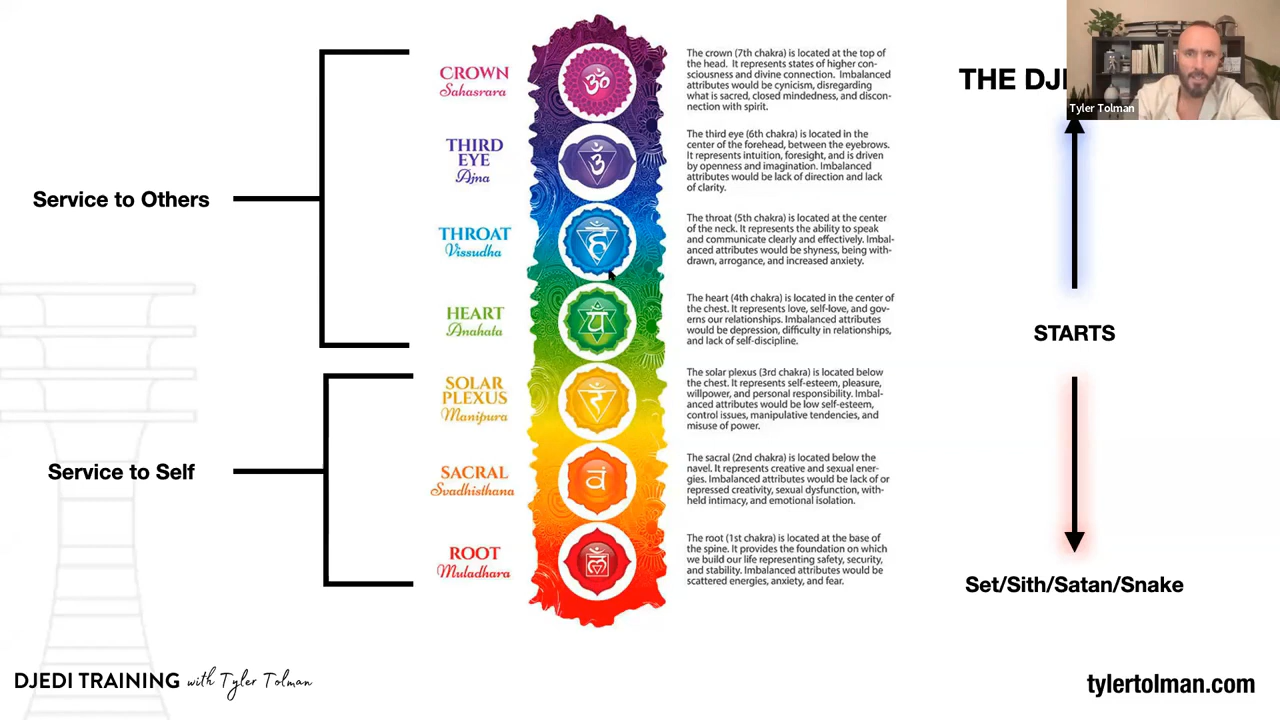 CROWN
Sahasrara
The crown (7th chakra) is located at the top of
the head. It represents states of higher con-
sciousness and divine connection. Imbalanced
attributes would be cynicism, disregarding
what is sacred, closed mindedness, and discon-
nection with spirit.
THE DJ
Tyler Tolman
THIRD
EYE
Ajna
The third eye (6th chakra) is located in the
center of the forehead, between the eyebrows.
It represents intuition, foresight, and is driven
by openness and imagination. Imbalanced
attributes would be lack of direction and lack
of clarity.
Service to Others
THROAT
Vissudha
The throat (5th chakra) is located at the center
of the neck. It represents the ability to speak
and communicate clearly and effectively. Imbal-
anced attributes would be shyness, being with-
drawn, arrogance, and increased anxiety.
HEART
Anahata
The heart (4th chakra) is located in the center of
the chest. It represents love, self-love, and gov-
erns our relationships. Imbalanced attributes
would be depression, difficulty in relationships,
and lack of self-discipline.
STARTS
SOLAR
PLEXUS
Manipura
The solar plexus (3rd chakra) is located below
the chest. It represents self-esteem, pleasure,
willpower, and personal responsibility. Imbal-
anced attributes would be low self-esteem,
control issues, manipulative tendencies, and
misuse of power.
Service to Self
SACRAL
Svadhisthana
The sacral (2nd chakra) is located below the
navel. It represents creative and sexual ener-
gies. Imbalanced attributes would be lack of or
repressed creativity, sexual dysfunction, with-
held intimacy, and emotional isolation.
ROOT
Muladhara
The root (1st chakra) is located at the base of
the spine. It provides the foundation on which
we build our life representing safety, security,
and stability. Imbalanced attributes would be
scattered energies, anxiety, and fear.
Set/Sith/Satan/Snake
DJEDI TRAINING with Tyler Tolman
tylertolman.com